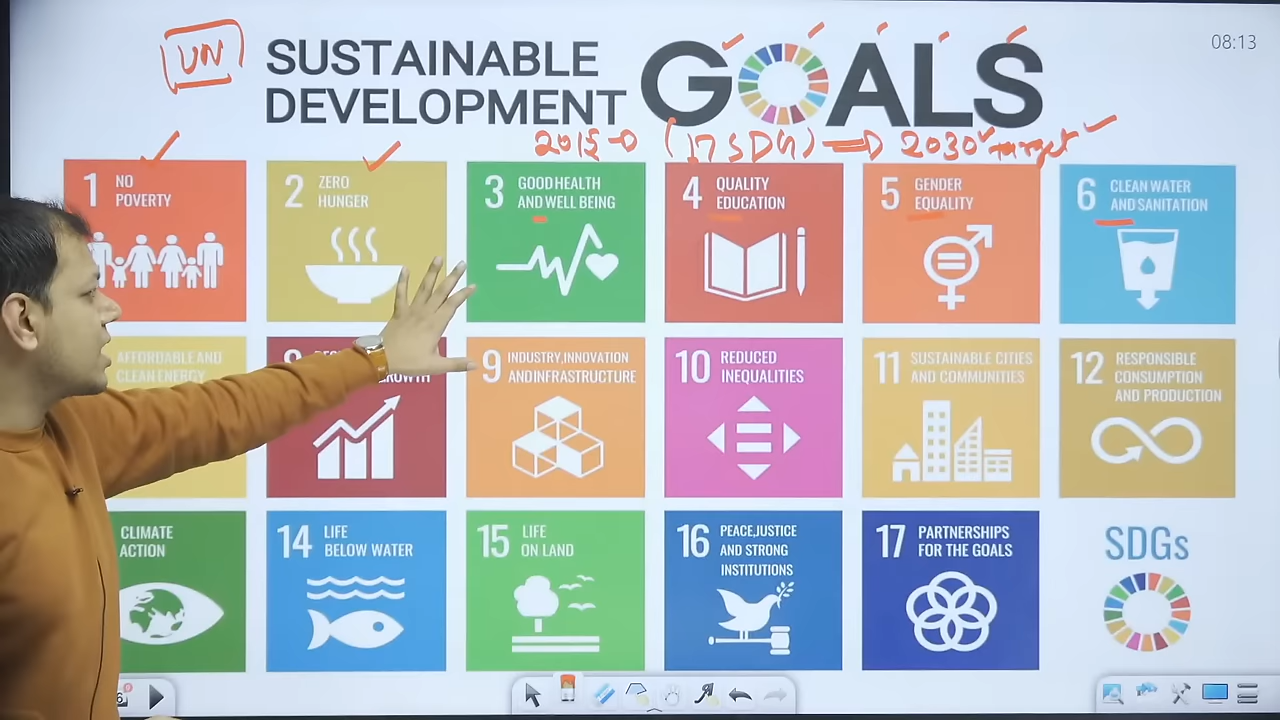 08:13
UN
SUSTAINABLE
DEVELOPMENT
GOALS
2015 (17 SDG) 2030 target
1 NO
POVERTY
2 ZERO
HUNGER
3 GOOD HEALTH
AND WELL BEING
4 QUALITY
EDUCATION
5 GENDER
EQUALITY
6 CLEAN WATER
AND SANITATION
AFFORDABLE AND
CLEAN ENERGY
GROWTH
9 INDUSTRY, INNOVATION
AND INFRASTRUCTURE
10 REDUCED
INEQUALITIES
11 SUSTAINABLE CITIES
AND COMMUNITIES
12 RESPONSIBLE
CONSUMPTION
AND PRODUCTION
CLIMATE
ACTION
14 LIFE
BELOW WATER
15 LIFE
ON LAND
16 PEACE, JUSTICE
AND STRONG
INSTITUTIONS
17 PARTNERSHIPS
FOR THE GOALS
SDGs